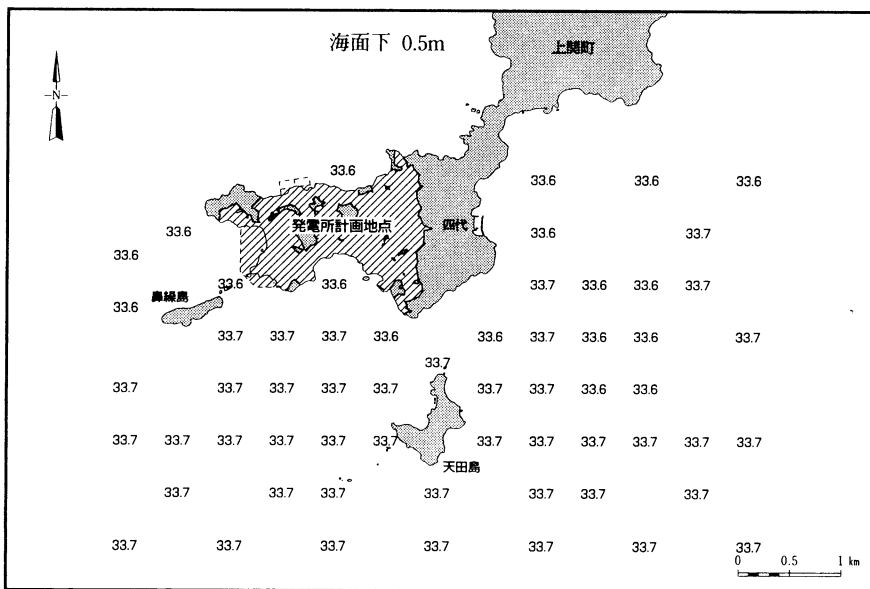 海面下 0.5m
上関町
N
33.6
33.6 33.6 33.6
33.6 発電所計画地点 四代 33.6 33.7
33.6
33.6 33.6 33.7 33.6 33.6 33.7
鼻繰島
33.6
33.7 33.7 33.7 33.6 33.6 33.7 33.6 33.6 33.7
33.7
33.7 33.7 33.7 33.7 33.7 33.7 33.7 33.6 33.6
33.7 33.7 33.7 33.7 33.7 33.7 33.7 33.7 33.7 33.7 33.7 33.7
天田島
33.7 33.7 33.7 33.7 33.7 33.7 33.7
33.7 33.7 33.7 33.7 33.7 33.7 33.7
0 0.5 1 km